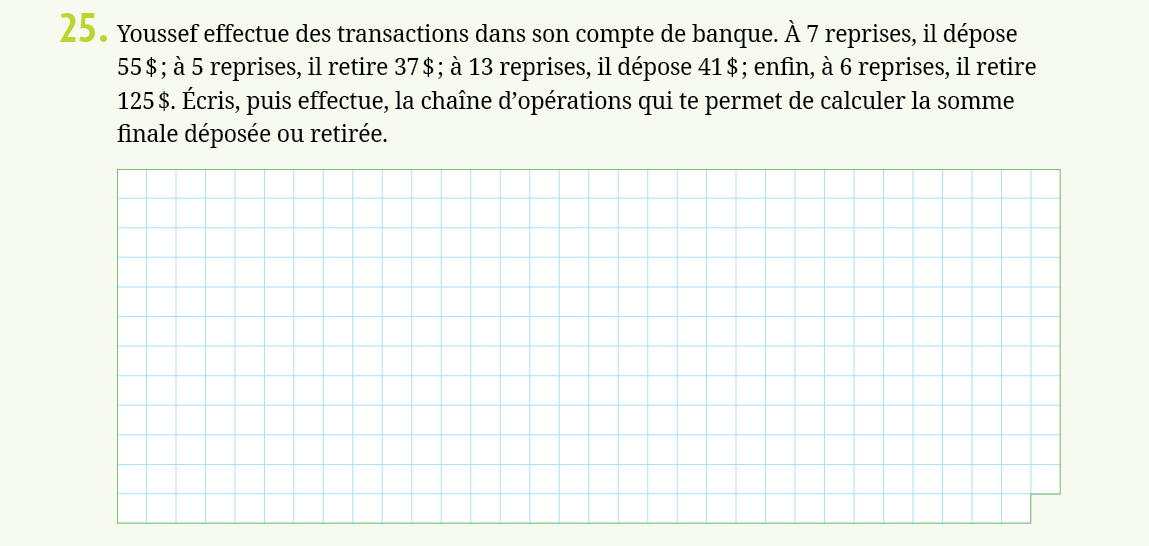 25. Youssef effectue des transactions dans son compte de banque. À 7 reprises, il dépose
55 $ ; à 5 reprises, il retire 37 $ ; à 13 reprises, il dépose 41 $ ; enfin, à 6 reprises, il retire
125 $. Écris, puis effectue, la chaîne d’opérations qui te permet de calculer la somme
finale déposée ou retirée.